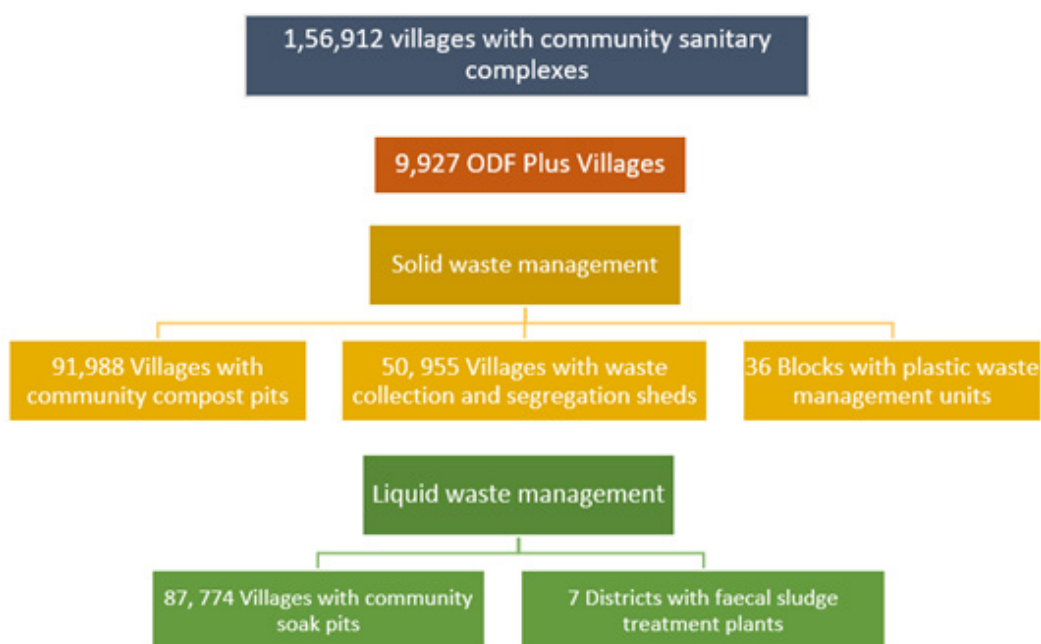 1,56,912 villages with community sanitary
complexes
9,927 ODF Plus Villages
Solid waste management
91,988 Villages with
community compost pits
50, 955 Villages with waste
collection and segregation sheds
36 Blocks with plastic waste
management units
Liquid waste management
87, 774 Villages with community
soak pits
7 Districts with faecal sludge
treatment plants